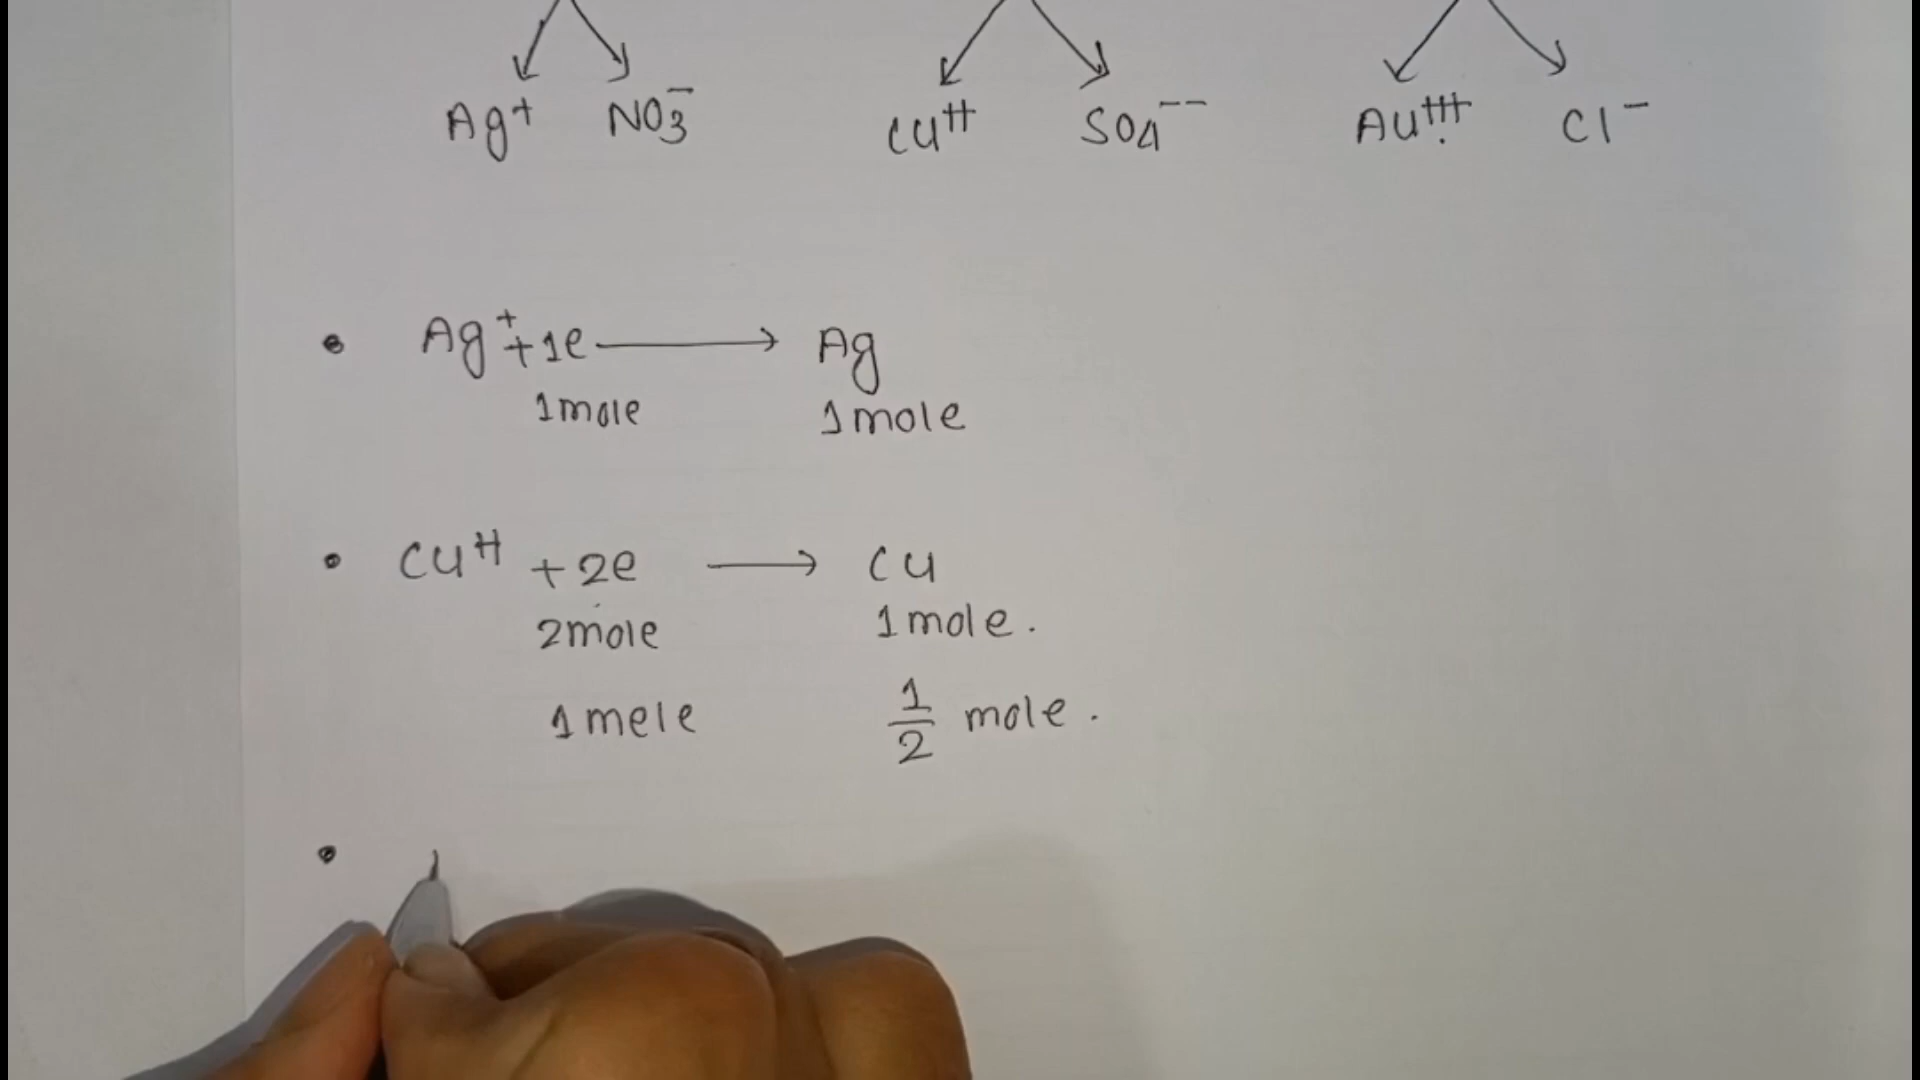 Ag+ NO3- Cu++ SO4-- Au+++ Cl-
• Ag+ +1e → Ag
1mole 1mole
• Cu++ +2e → Cu
2mole 1mole.
1mele 1/2 mole.
•